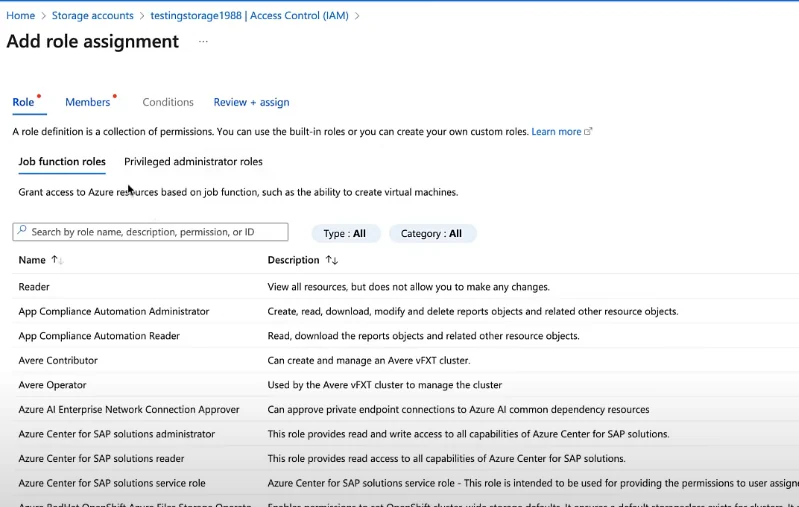 Home > Storage accounts > testingstorage1988 | Access Control (IAM) >
Add role assignment ...
Role Members Conditions Review + assign
A role definition is a collection of permissions. You can use the built-in roles or you can create your own custom roles. Learn more
Job function roles Privileged administrator roles
Grant access to Azure resources based on job function, such as the ability to create virtual machines.
Search by role name, description, permission, or ID Type : All Category : All
Name ↑↓ Description ↑↓
Reader View all resources, but does not allow you to make any changes.
App Compliance Automation Administrator Create, read, download, modify and delete reports objects and related other resource objects.
App Compliance Automation Reader Read, download the reports objects and related other resource objects.
Avere Contributor Can create and manage an Avere vFXT cluster.
Avere Operator Used by the Avere vFXT cluster to manage the cluster
Azure AI Enterprise Network Connection Approver Can approve private endpoint connections to Azure AI common dependency resources
Azure Center for SAP solutions administrator This role provides read and write access to all capabilities of Azure Center for SAP solutions.
Azure Center for SAP solutions reader This role provides read access to all capabilities of Azure Center for SAP solutions.
Azure Center for SAP solutions service role Azure Center for SAP solutions service role - This role is intended to be used for providing the permissions to user assign